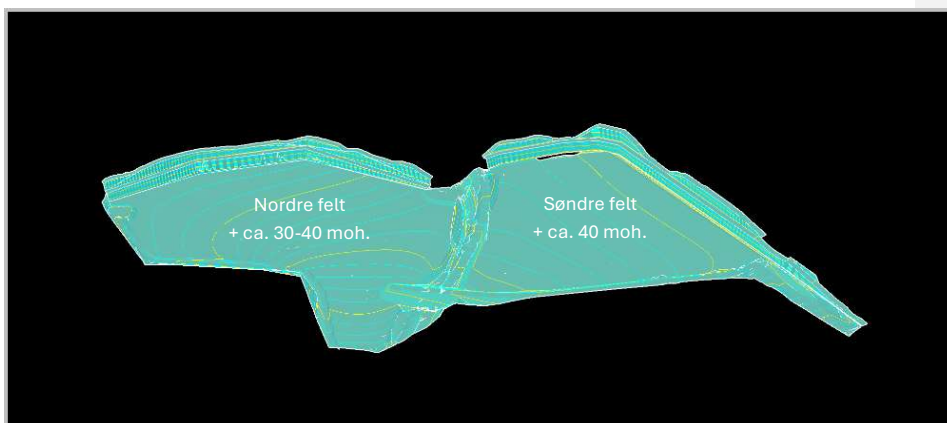 Nordre felt
+ ca. 30-40 moh.
Søndre felt
+ ca. 40 moh.